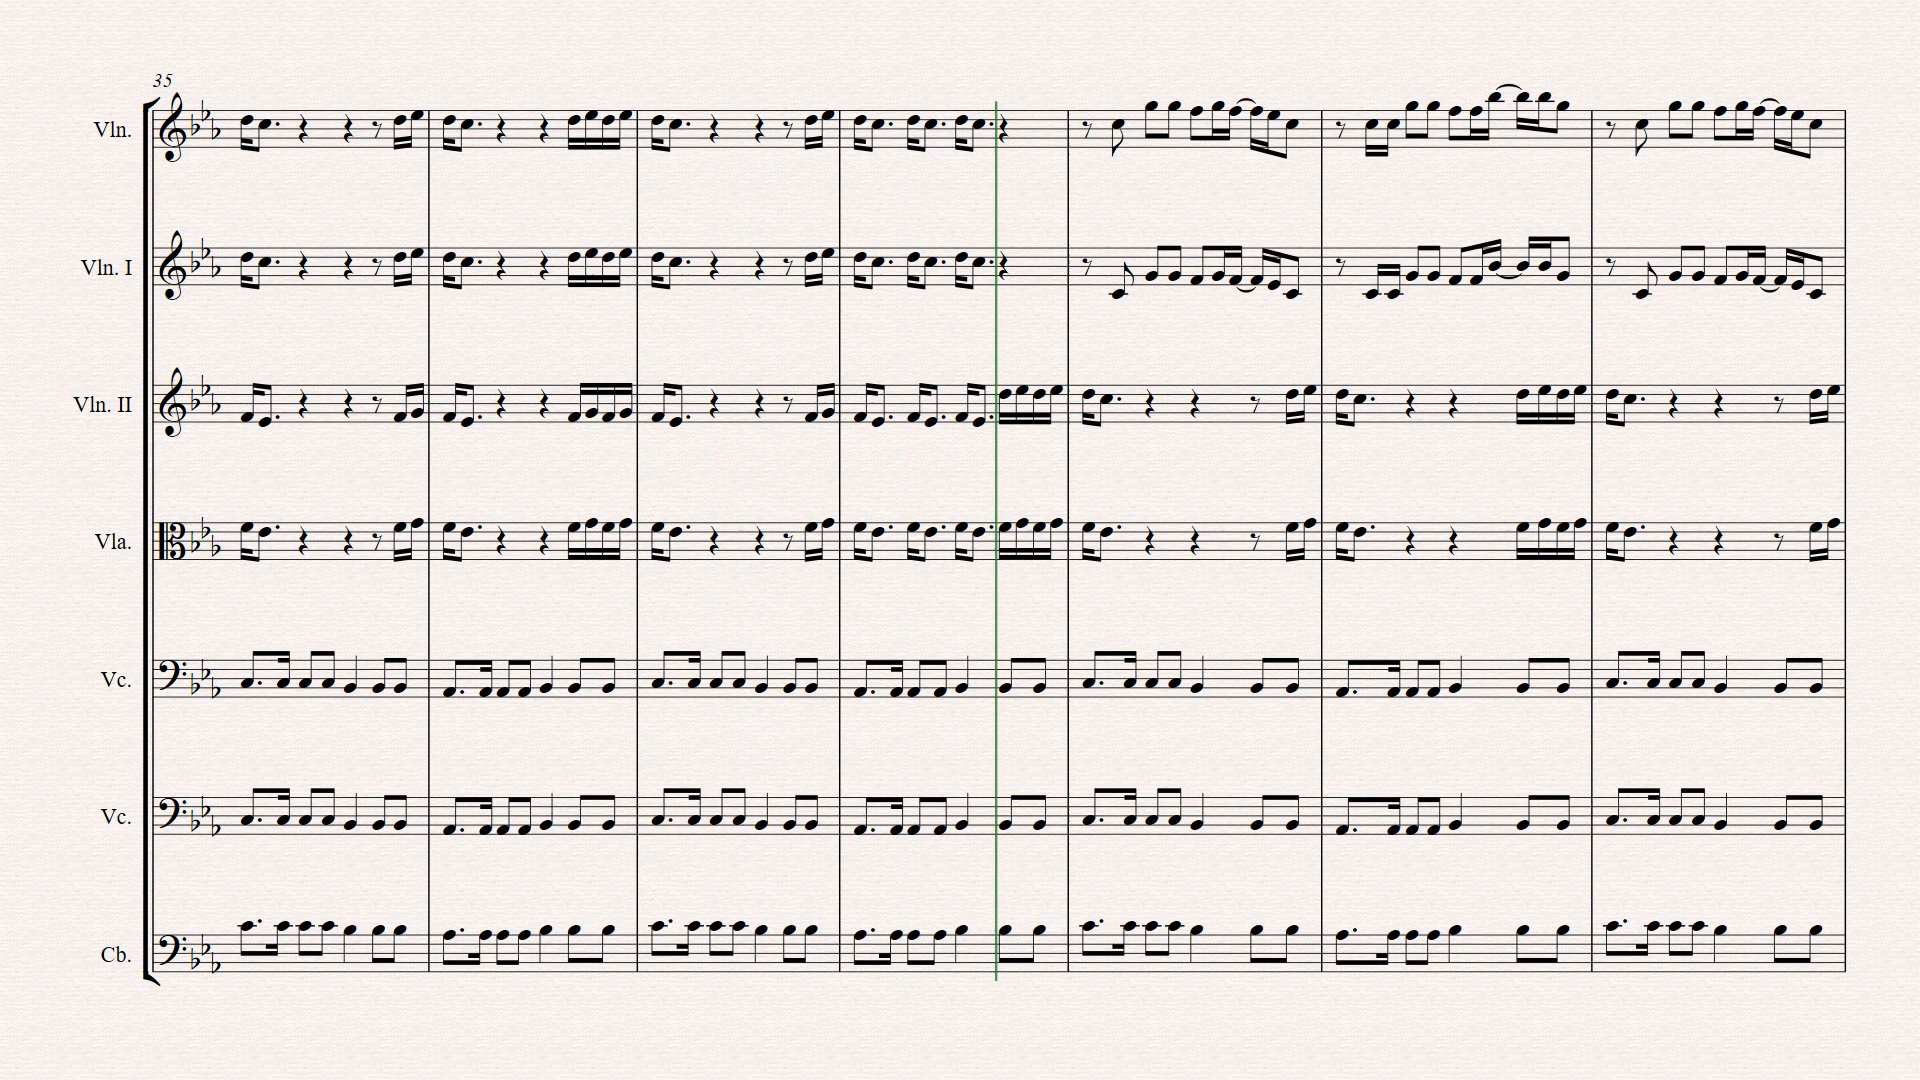 35
Vln.
Vln. I
Vln. II
Vla.
Vc.
Vc.
Cb.